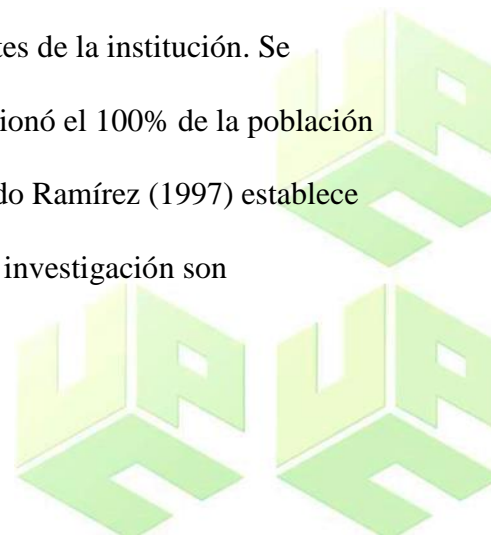 tes de la institución. Se
ionó el 100% de la población
do Ramírez (1997) establece
investigación son